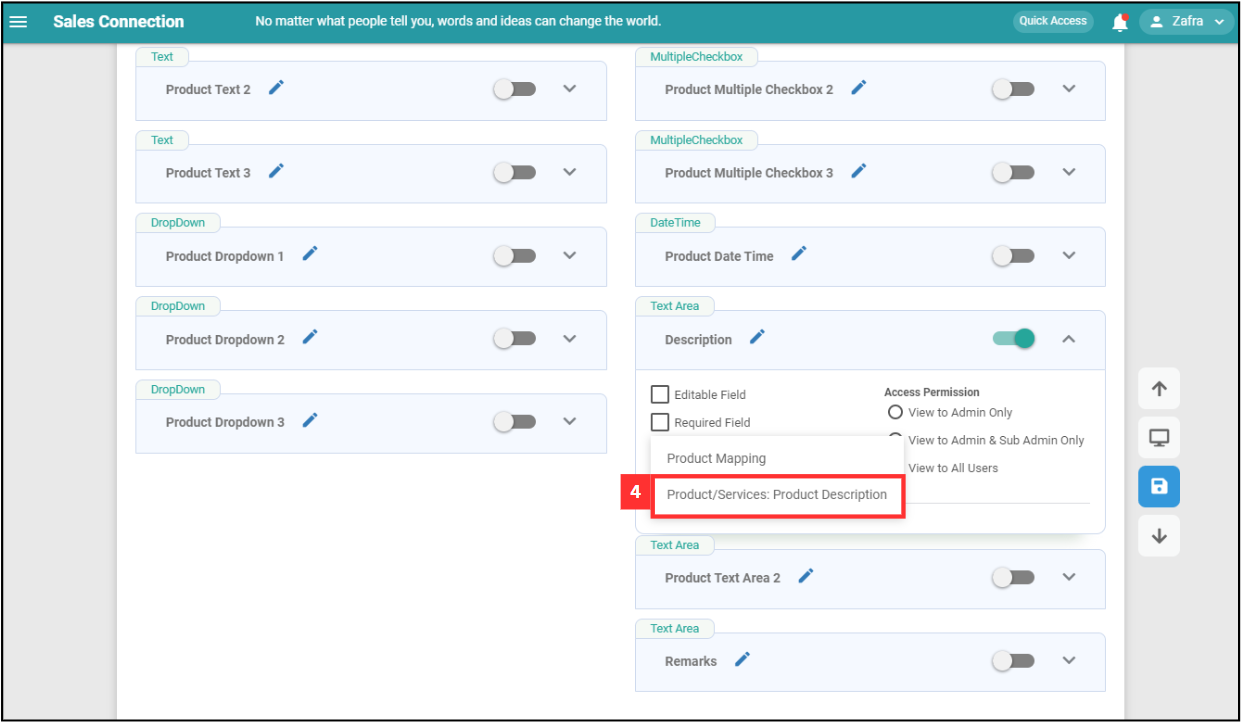 Sales Connection
No matter what people tell you, words and ideas can change the world.
Quick Access
Zafra
Text
Product Text 2
Text
Product Text 3
DropDown
Product Dropdown 1
DropDown
Product Dropdown 2
DropDown
Product Dropdown 3
MultipleCheckbox
Product Multiple Checkbox 2
MultipleCheckbox
Product Multiple Checkbox 3
DateTime
Product Date Time
Text Area
Description
Editable Field
Required Field
Access Permission
View to Admin Only
View to Admin & Sub Admin Only
View to All Users
Product Mapping
4
Product/Services: Product Description
Text Area
Product Text Area 2
Text Area
Remarks